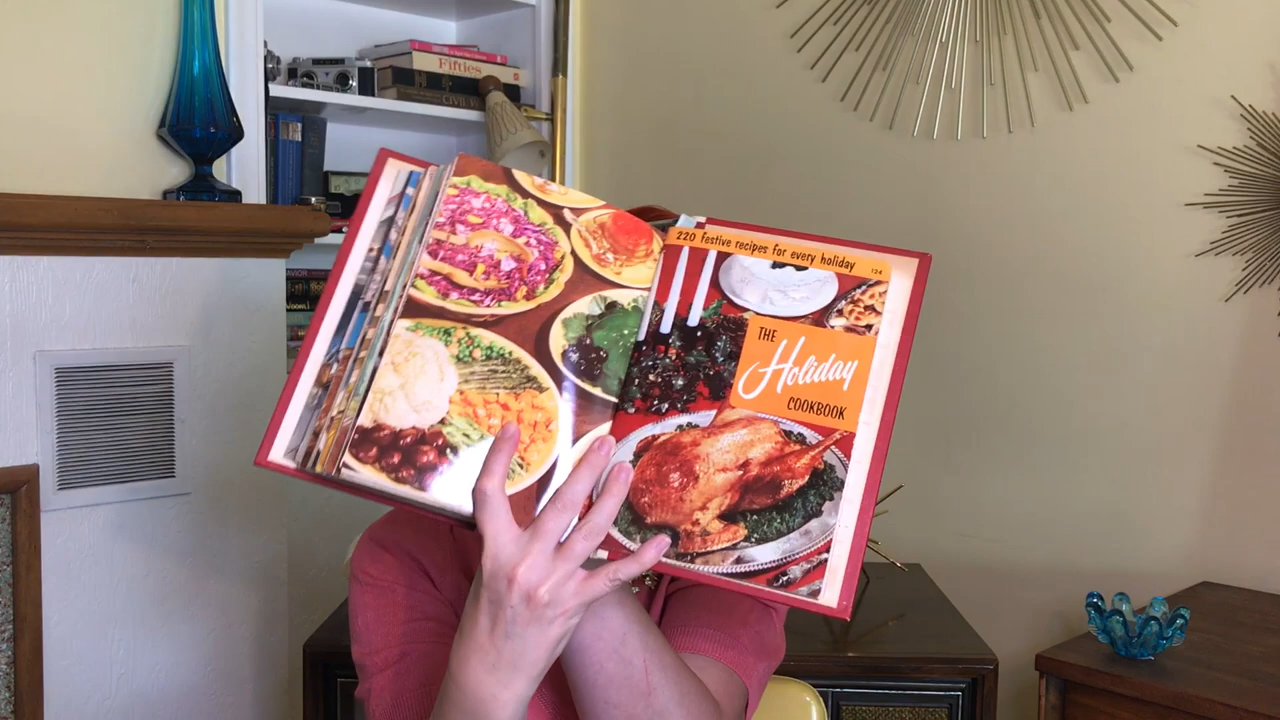 Fifties
CIVIL
220 festive recipes for every holiday
124
THE
Holiday
COOKBOOK